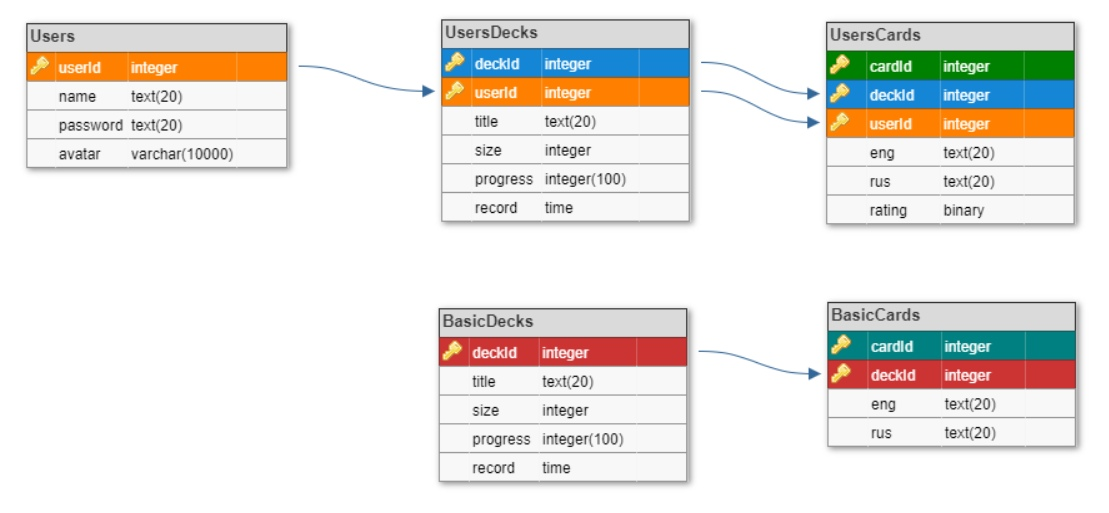 Users
userId integer
name text(20)
password text(20)
avatar varchar(10000)
UsersDecks
deckId integer
userId integer
title text(20)
size integer
progress integer(100)
record time
UsersCards
cardId integer
deckId integer
userId integer
eng text(20)
rus text(20)
rating binary
BasicDecks
deckId integer
title text(20)
size integer
progress integer(100)
record time
BasicCards
cardId integer
deckId integer
eng text(20)
rus text(20)